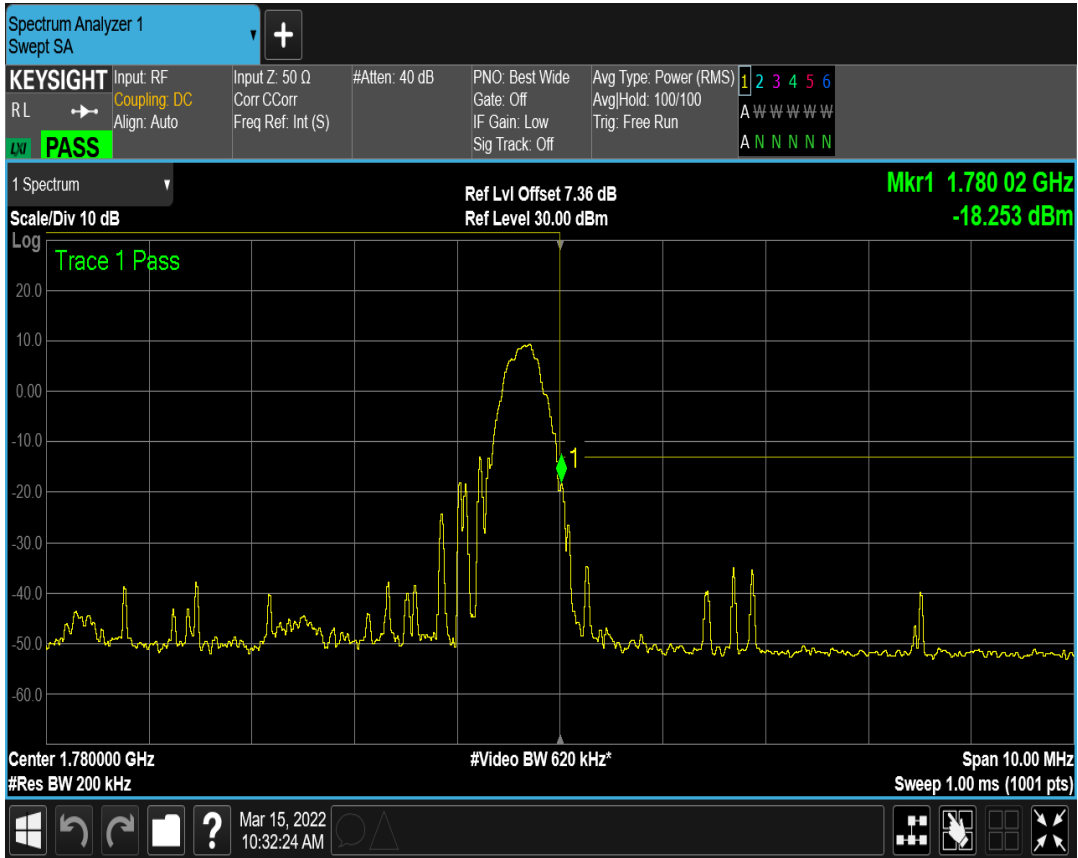 Spectrum Analyzer 1
Swept SA
+
KEYSIGHT
R L
LXI PASS
Input: RF
Coupling: DC
Align: Auto
Input Z: 50 Ω
Corr CCorr
Freq Ref: Int (S)
#Atten: 40 dB
PNO: Best Wide
Gate: Off
IF Gain: Low
Sig Track: Off
Avg Type: Power (RMS)
Avg|Hold: 100/100
Trig: Free Run
1 2 3 4 5 6
A W W W W W
A N N N N N
1 Spectrum
Scale/Div 10 dB
Ref Lvl Offset 7.36 dB
Ref Level 30.00 dBm
Mkr1 1.780 02 GHz
-18.253 dBm
Log
Trace 1 Pass
20.0
10.0
0.00
-10.0
1
-20.0
-30.0
-40.0
-50.0
-60.0
Center 1.780000 GHz
#Video BW 620 kHz*
Span 10.00 MHz
#Res BW 200 kHz
Sweep 1.00 ms (1001 pts)
?
Mar 15, 2022
10:32:24 AM